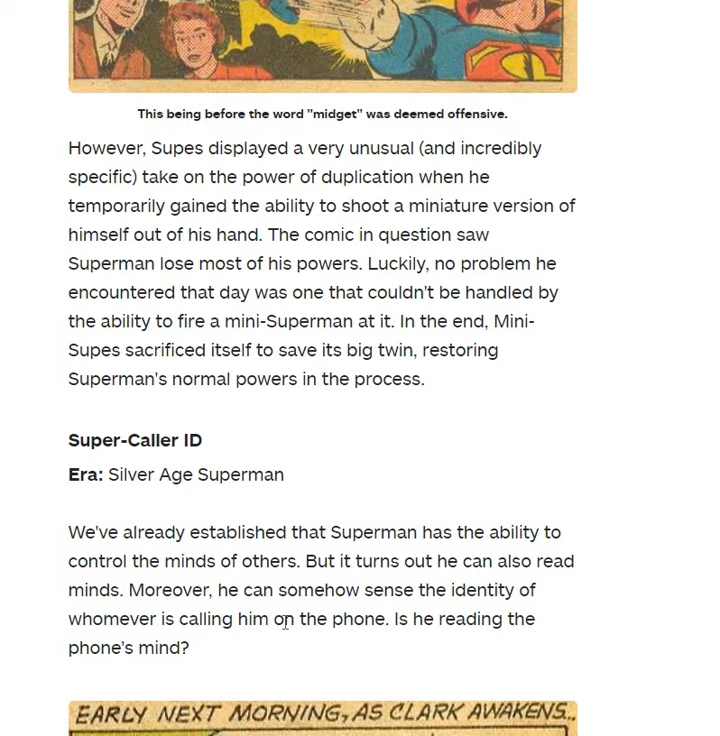 This being before the word "midget" was deemed offensive.
However, Supes displayed a very unusual (and incredibly
specific) take on the power of duplication when he
temporarily gained the ability to shoot a miniature version of
himself out of his hand. The comic in question saw
Superman lose most of his powers. Luckily, no problem he
encountered that day was one that couldn't be handled by
the ability to fire a mini-Superman at it. In the end, Mini-
Supes sacrificed itself to save its big twin, restoring
Superman's normal powers in the process.
Super-Caller ID
Era: Silver Age Superman
We've already established that Superman has the ability to
control the minds of others. But it turns out he can also read
minds. Moreover, he can somehow sense the identity of
whomever is calling him on the phone. Is he reading the
phone's mind?
EARLY NEXT MORNING, AS CLARK AWAKENS...